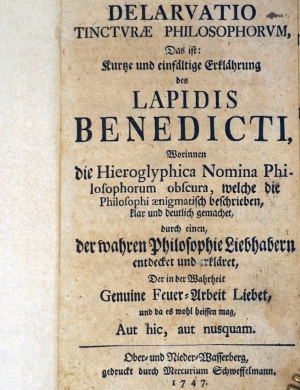 DELARVATIO
TINCTURÆ PHILOSOPHORUM,
Das ist:
Kurtze und einfältige Erklährung
des
LAPIDIS
BENEDICTI,
Worinnen
die Hieroglyphica Nomina Phi-
losophorum obscura, welche die
Philosophi ænigmatisch beschrieben,
klar und deutlich gemachet,
durch einen,
der wahren Philosophie Liebhabern
entdecket und erkläret,
Der in der Wahrheit
Genuine Feuer-Arbeit Liebet,
und da es wohl heissen mag,
Aut hic, aut nusquam.
Ober- und Nieder-Wasserberg,
gedruckt durch Mercurium Schweffelmann.
1747.